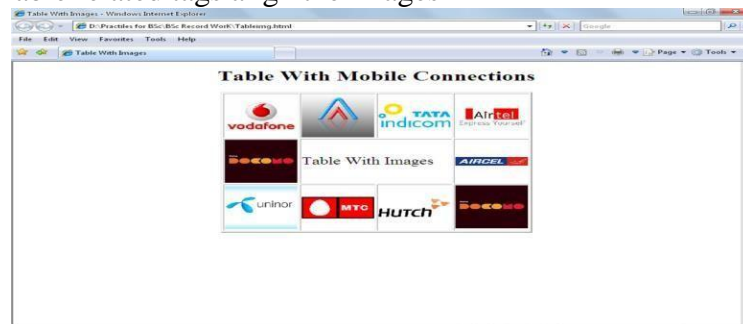 Table With Images - Windows Internet Explorer
D:\Practiles for BSc\BSc Record Work\Tableimg.html
Google
File Edit View Favorites Tools Help
Table With Images
Page Tools
Table With Mobile Connections
vodafone
TATA
indicom
Airtel
Express Yourself
DOCOMO
Table With Images
AIRCEL
uninor
MTC
HUTCH
DOCOMO